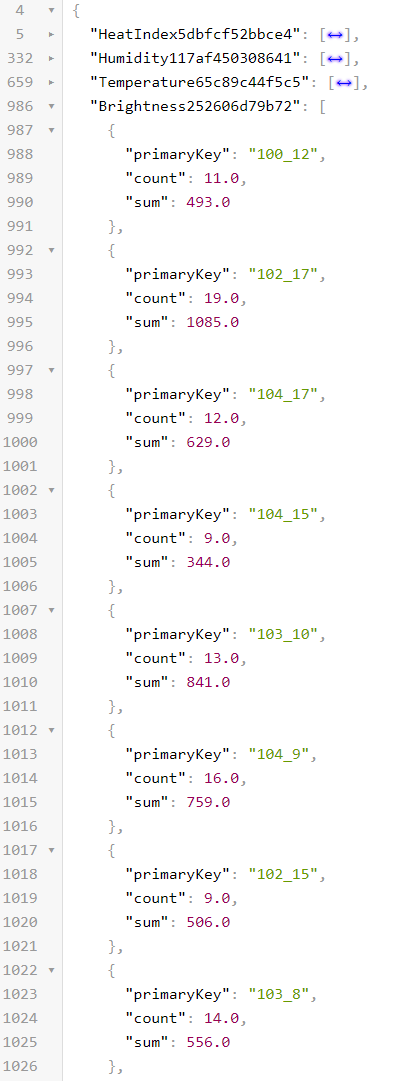 4 ▾ {
5 ▸ "HeatIndex5dbfcf52bbce4": [↔],
332 ▸ "Humidity117af450308641": [↔],
659 ▸ "Temperature65c89c44f5c5": [↔],
986 ▾ "Brightness252606d79b72": [
987 ▾ {
988 "primaryKey": "100_12",
989 "count": 11.0,
990 "sum": 493.0
991 },
992 ▾ {
993 "primaryKey": "102_17",
994 "count": 19.0,
995 "sum": 1085.0
996 },
997 ▾ {
998 "primaryKey": "104_17",
999 "count": 12.0,
1000 "sum": 629.0
1001 },
1002 ▾ {
1003 "primaryKey": "104_15",
1004 "count": 9.0,
1005 "sum": 344.0
1006 },
1007 ▾ {
1008 "primaryKey": "103_10",
1009 "count": 13.0,
1010 "sum": 841.0
1011 },
1012 ▾ {
1013 "primaryKey": "104_9",
1014 "count": 16.0,
1015 "sum": 759.0
1016 },
1017 ▾ {
1018 "primaryKey": "102_15",
1019 "count": 9.0,
1020 "sum": 506.0
1021 },
1022 ▾ {
1023 "primaryKey": "103_8",
1024 "count": 14.0,
1025 "sum": 556.0
1026 },